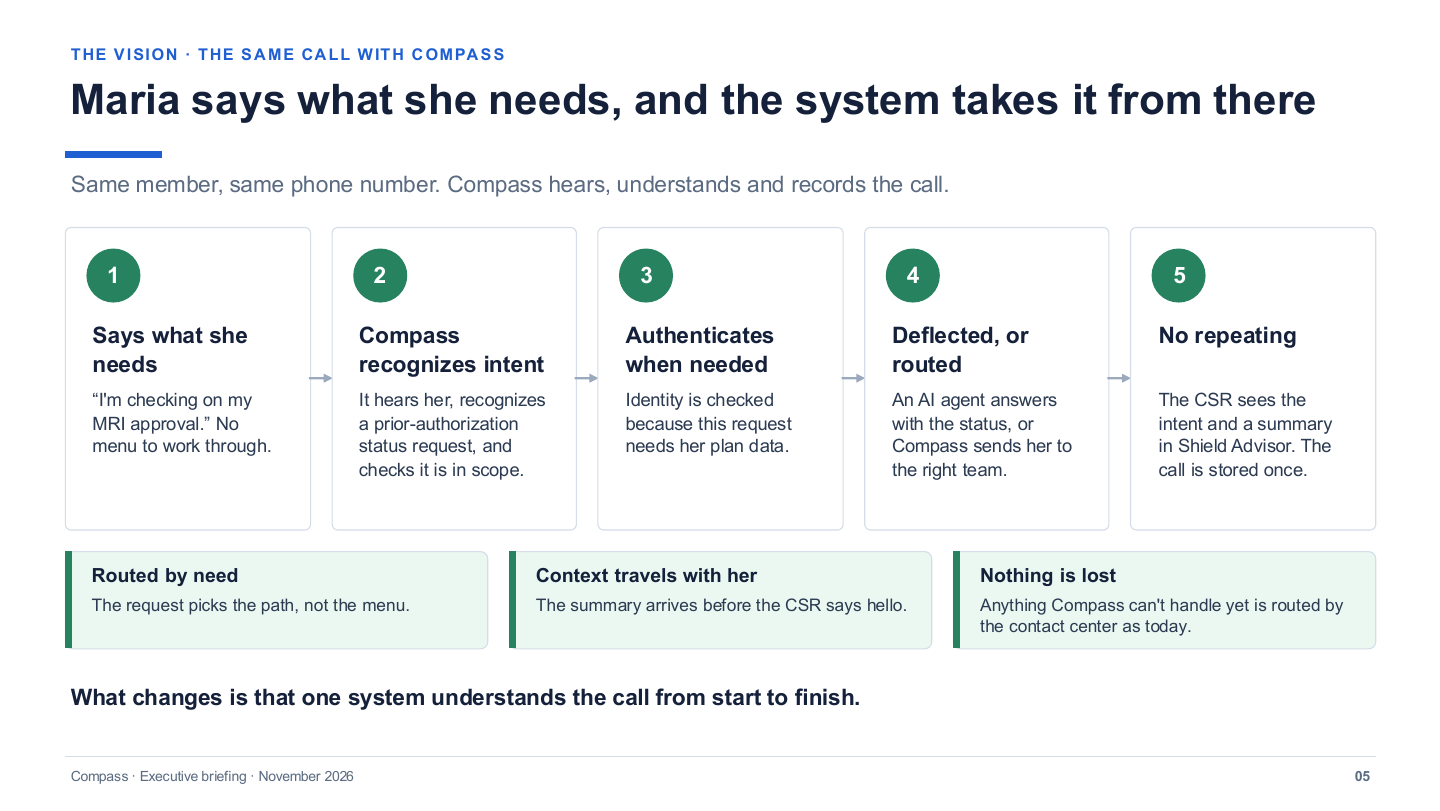 THE VISION · THE SAME CALL WITH COMPASS
Maria says what she needs, and the system takes it from there
Same member, same phone number. Compass hears, understands and records the call.
1
Says what she
needs
“I'm checking on my
MRI approval.” No
menu to work through.
2
Compass
recognizes intent
It hears her, recognizes
a prior-authorization
status request, and
checks it is in scope.
3
Authenticates
when needed
Identity is checked
because this request
needs her plan data.
4
Deflected, or
routed
An AI agent answers
with the status, or
Compass sends her to
the right team.
5
No repeating
The CSR sees the
intent and a summary
in Shield Advisor. The
call is stored once.
Routed by need
The request picks the path, not the menu.
Context travels with her
The summary arrives before the CSR says hello.
Nothing is lost
Anything Compass can't handle yet is routed by
the contact center as today.
What changes is that one system understands the call from start to finish.
Compass · Executive briefing · November 2026
05